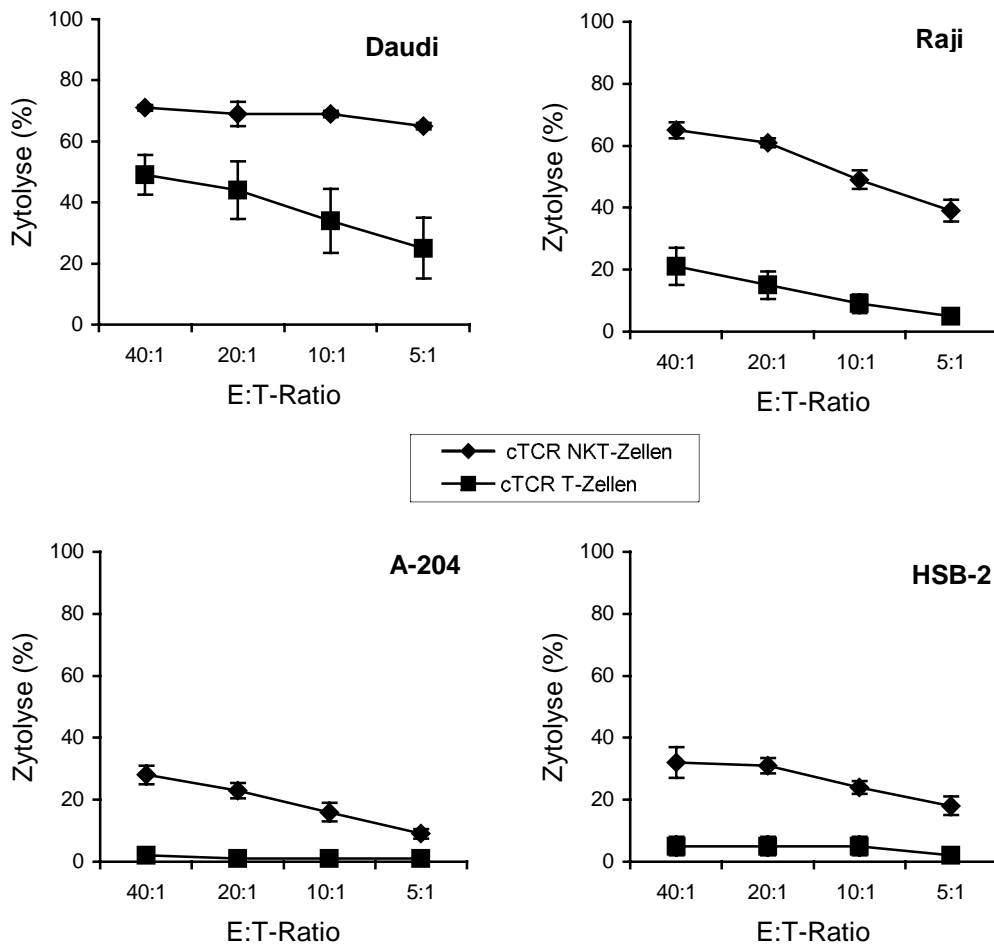 Daudi
Zytolyse (%)
100
80
60
40
20
0
40:1 20:1 10:1 5:1
E:T-Ratio
Raji
Zytolyse (%)
100
80
60
40
20
0
40:1 20:1 10:1 5:1
E:T-Ratio
cTCR NKT-Zellen
cTCR T-Zellen
A-204
Zytolyse (%)
100
80
60
40
20
0
40:1 20:1 10:1 5:1
E:T-Ratio
HSB-2
Zytolyse (%)
100
80
60
40
20
0
40:1 20:1 10:1 5:1
E:T-Ratio